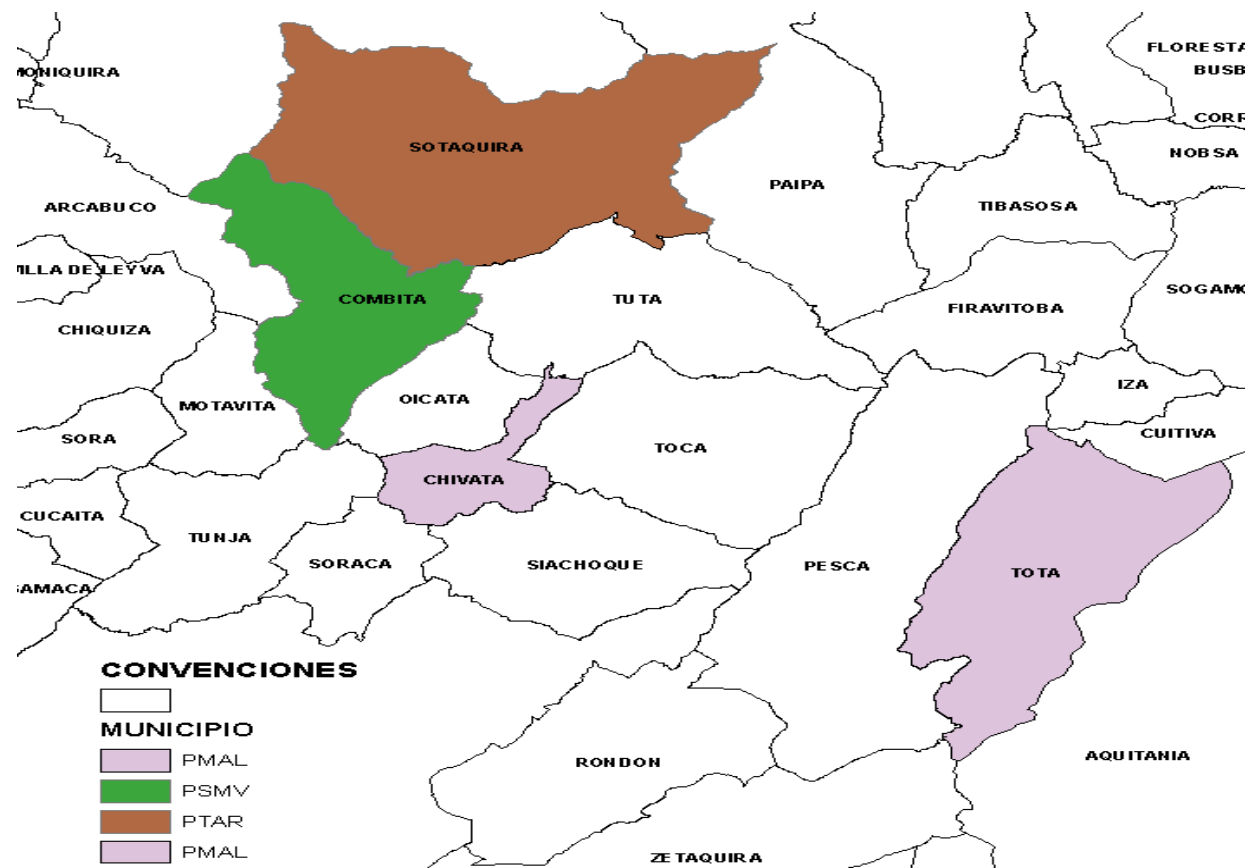 FLORESTA
MONIQUIRA
BUSB
CORR
SOTAQUIRA
NOBSA
PAIPA
ARCABUCO
TIBASOSA
VILLA DE LEYVA
SOGAMO
COMBITA
TUTA
FIRAVITOBA
CHIQUIZA
IZA
OICATA
MOTAVITA
CUITIVA
SORA
TOCA
CHIVATA
CUCAITA
TUNJA
SORACA
SIACHOQUE
PESCA
TOTA
SAMACA
CONVENCIONES
MUNICIPIO
PMAL
PSMV
PTAR
PMAL
RONDON
AQUITANIA
ZETAQUIRA